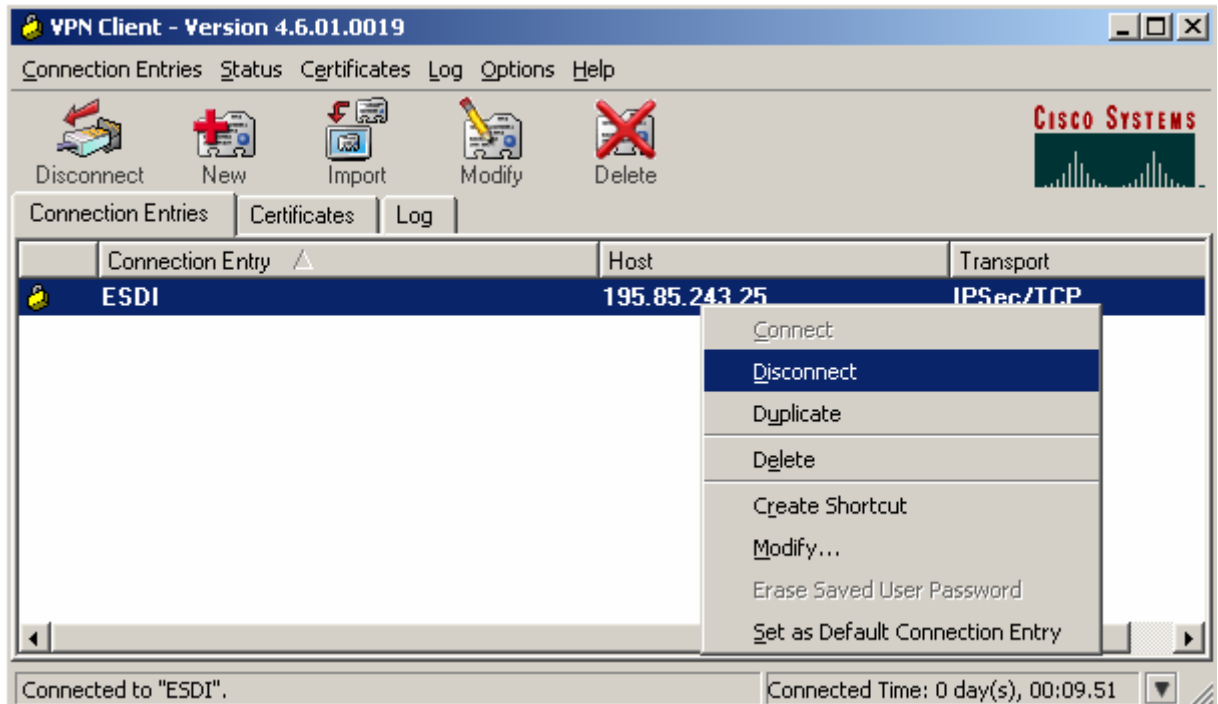 VPN Client - Version 4.6.01.0019
Connection Entries Status Certificates Log Options Help
Disconnect New Import Modify Delete
CISCO SYSTEMS
Connection Entries Certificates Log
Connection Entry Host Transport
ESDI 195.85.243.25 IPSec/TCP
Connect
Disconnect
Duplicate
Delete
Create Shortcut
Modify...
Erase Saved User Password
Set as Default Connection Entry
Connected to "ESDI". Connected Time: 0 day(s), 00:09.51